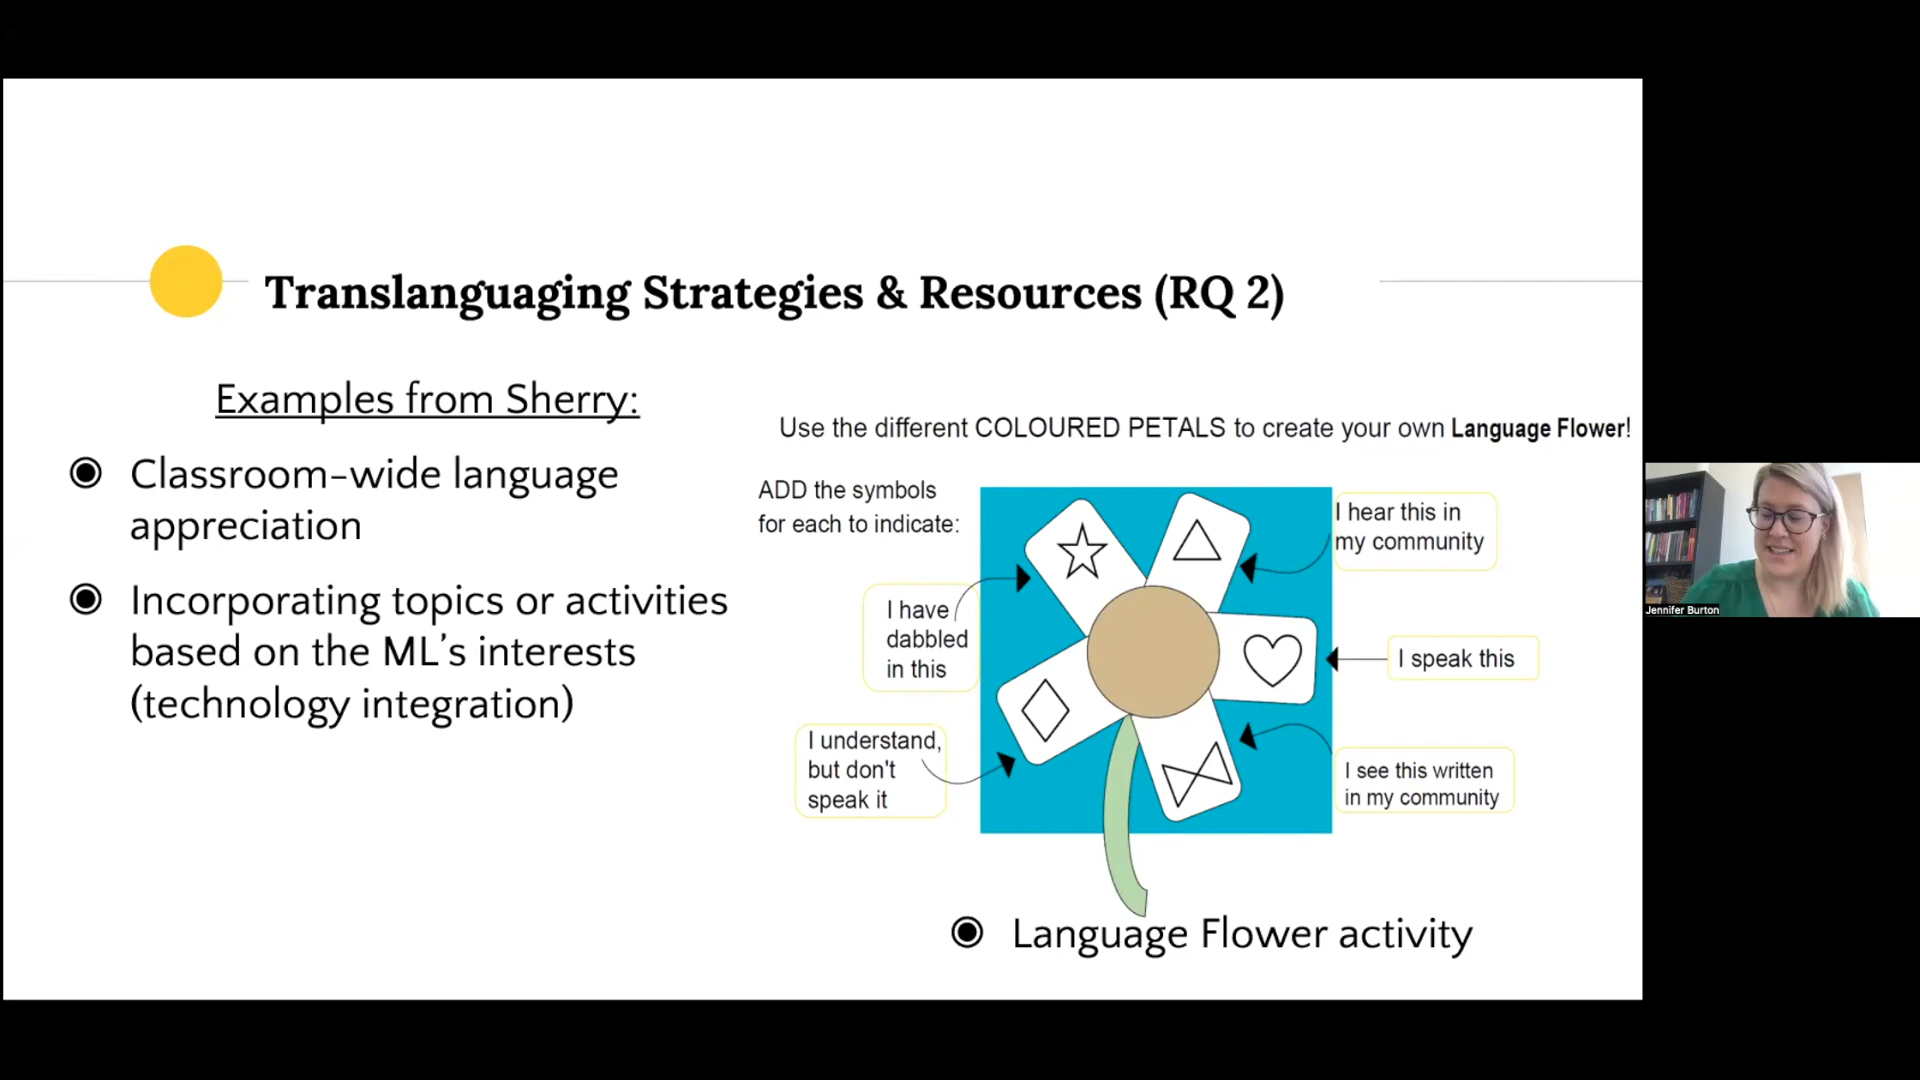 Translanguaging Strategies & Resources (RQ 2)
Examples from Sherry:
Classroom-wide language
appreciation
Incorporating topics or activities
based on the ML's interests
(technology integration)
Use the different COLOURED PETALS to create your own Language Flower!
ADD the symbols
for each to indicate:
I have
dabbled
in this
I understand,
but don't
speak it
I hear this in
my community
I speak this
I see this written
in my community
Language Flower activity
Jennifer Burton